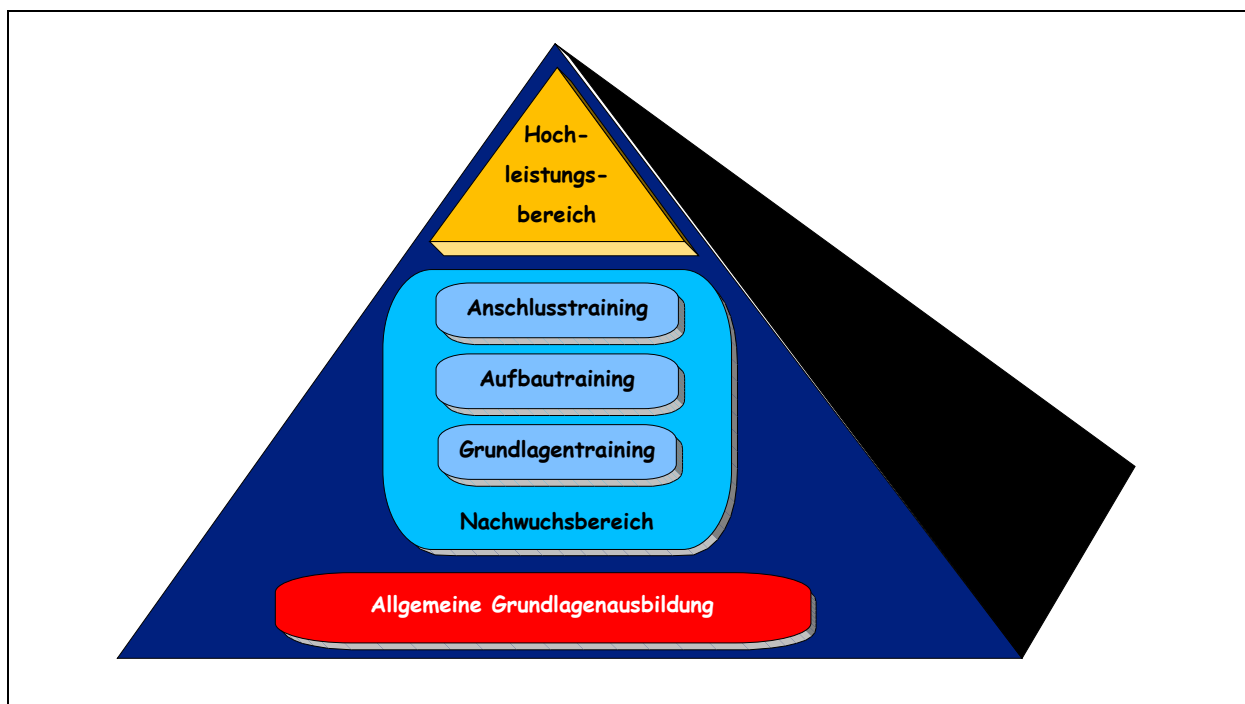 Hoch-
leistungs-
bereich
Anschlusstraining
Aufbautraining
Grundlagentraining
Nachwuchsbereich
Allgemeine Grundlagenausbildung